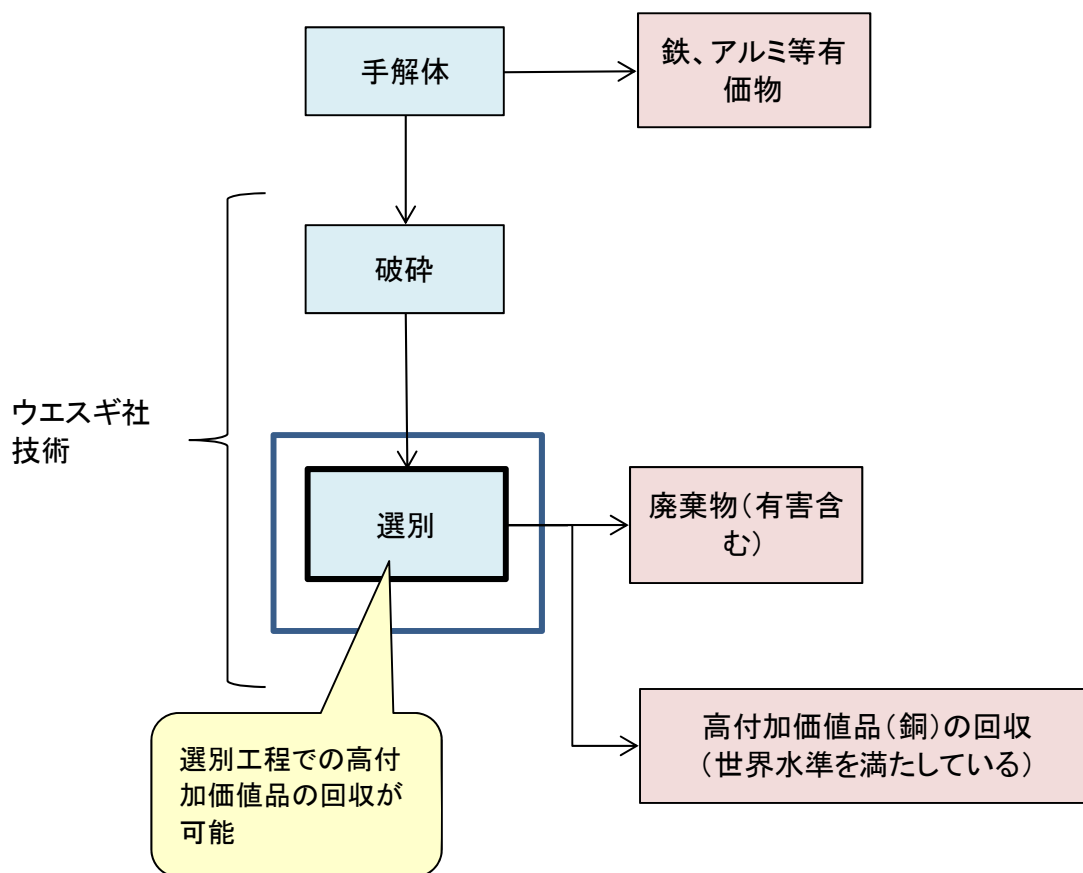 手解体
鉄、アルミ等有
価物
破砕
ウエスギ社
技術
選別
廃棄物（有害含
む）
高付加価値品（銅）の回収
（世界水準を満たしている）
選別工程での高付
加価値品の回収が
可能